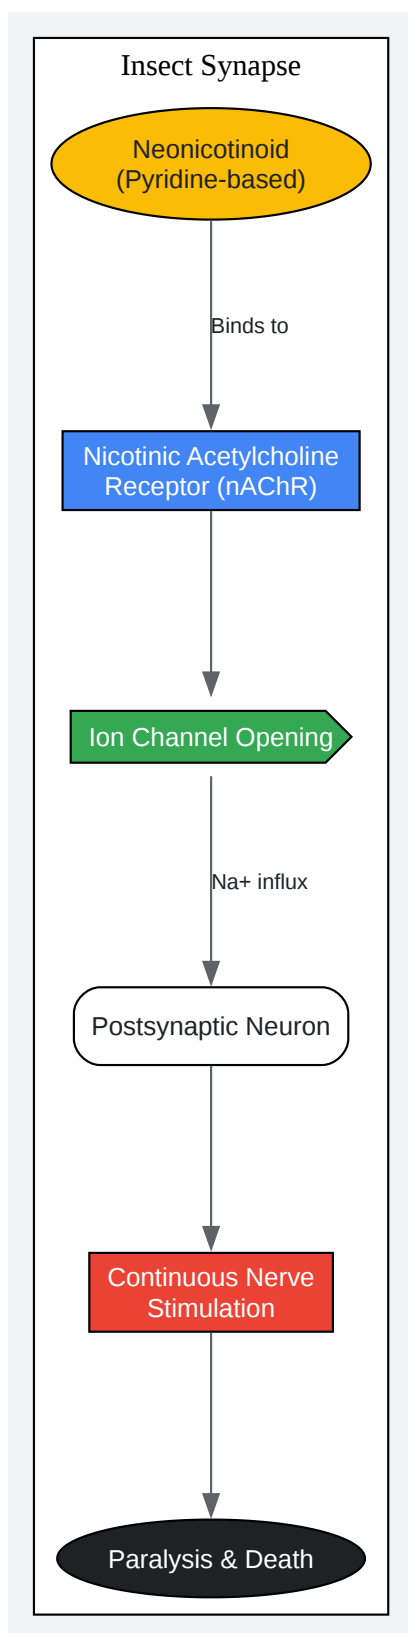 Insect Synapse
Neonicotinoid
(Pyridine-based)
Binds to
Nicotinic Acetylcholine
Receptor (nAChR)
Ion Channel Opening
Na+ influx
Postsynaptic Neuron
Continuous Nerve
Stimulation
Paralysis & Death